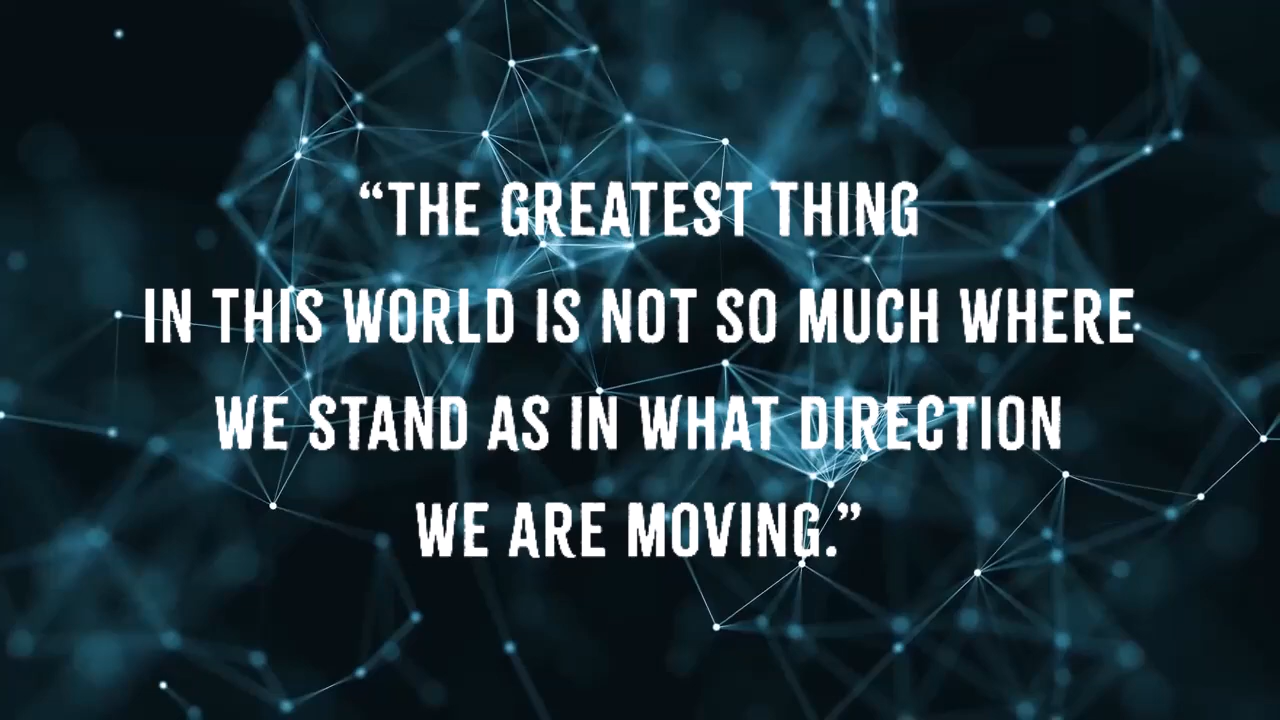 “THE GREATEST THING
IN THIS WORLD IS NOT SO MUCH WHERE
WE STAND AS IN WHAT DIRECTION
WE ARE MOVING.”